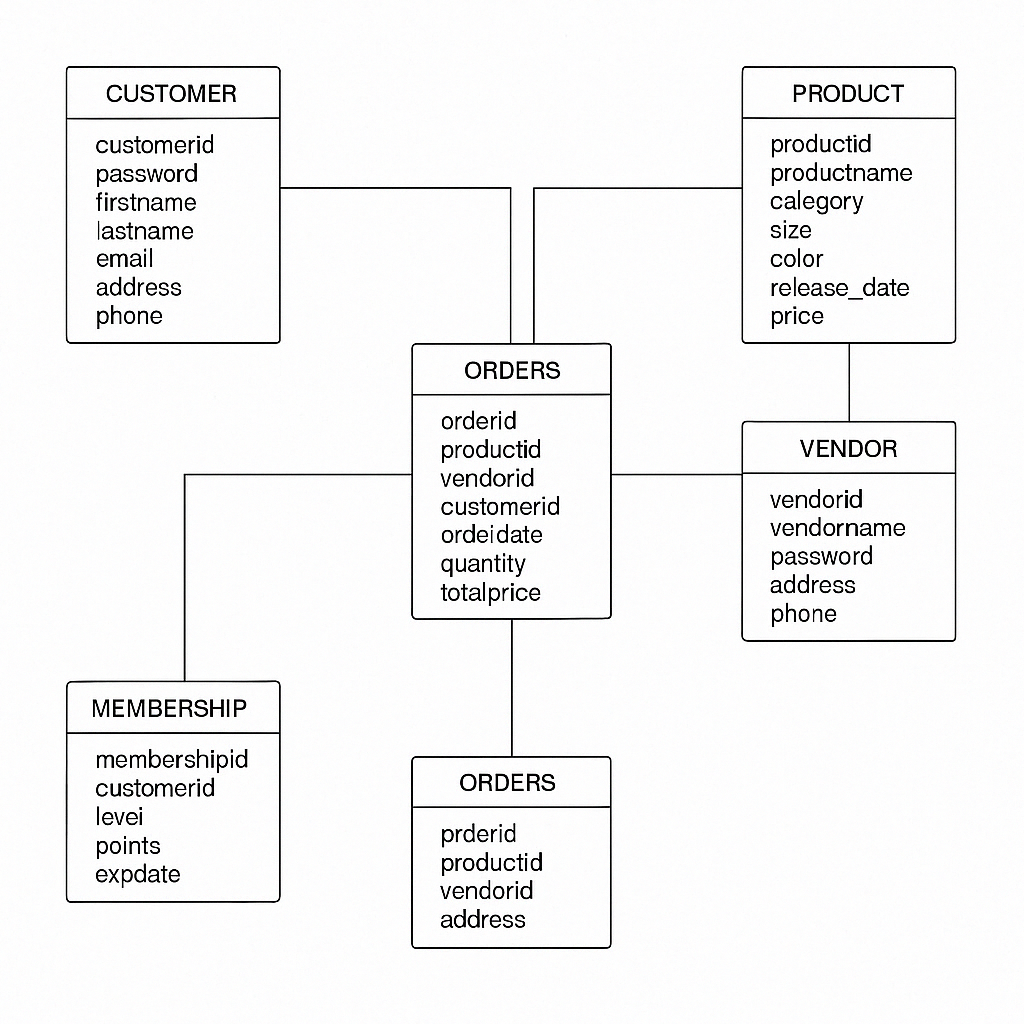 CUSTOMER
customerid
password
firstname
lastname
email
address
phone
PRODUCT
productid
productname
calegory
size
color
release_date
price
ORDERS
orderid
productid
vendorid
customerid
ordeidate
quantity
totalprice
VENDOR
vendorid
vendorname
password
address
phone
MEMBERSHIP
membershipid
customerid
levei
points
expdate
ORDERS
prderid
productid
vendorid
address